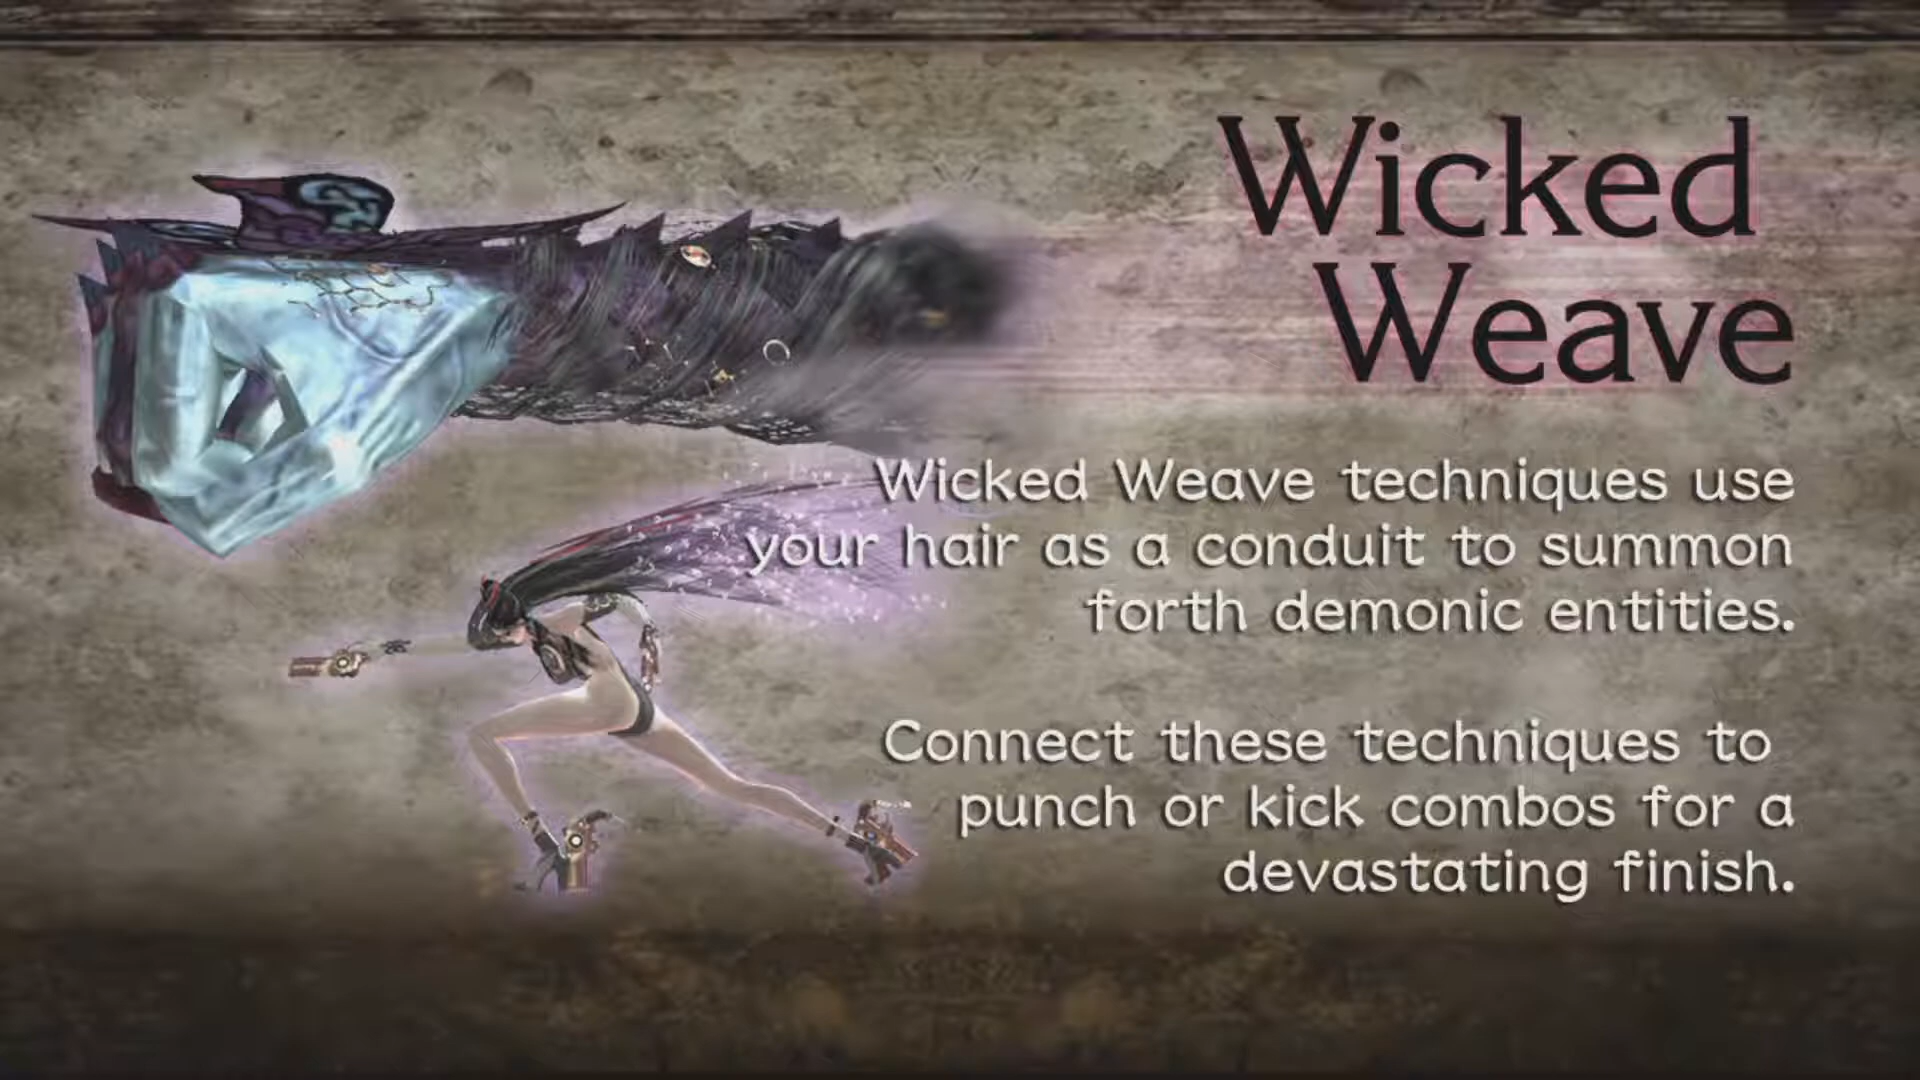 Wicked
Weave
Wicked Weave techniques use
your hair as a conduit to summon
forth demonic entities.
Connect these techniques to
punch or kick combos for a
devastating finish.